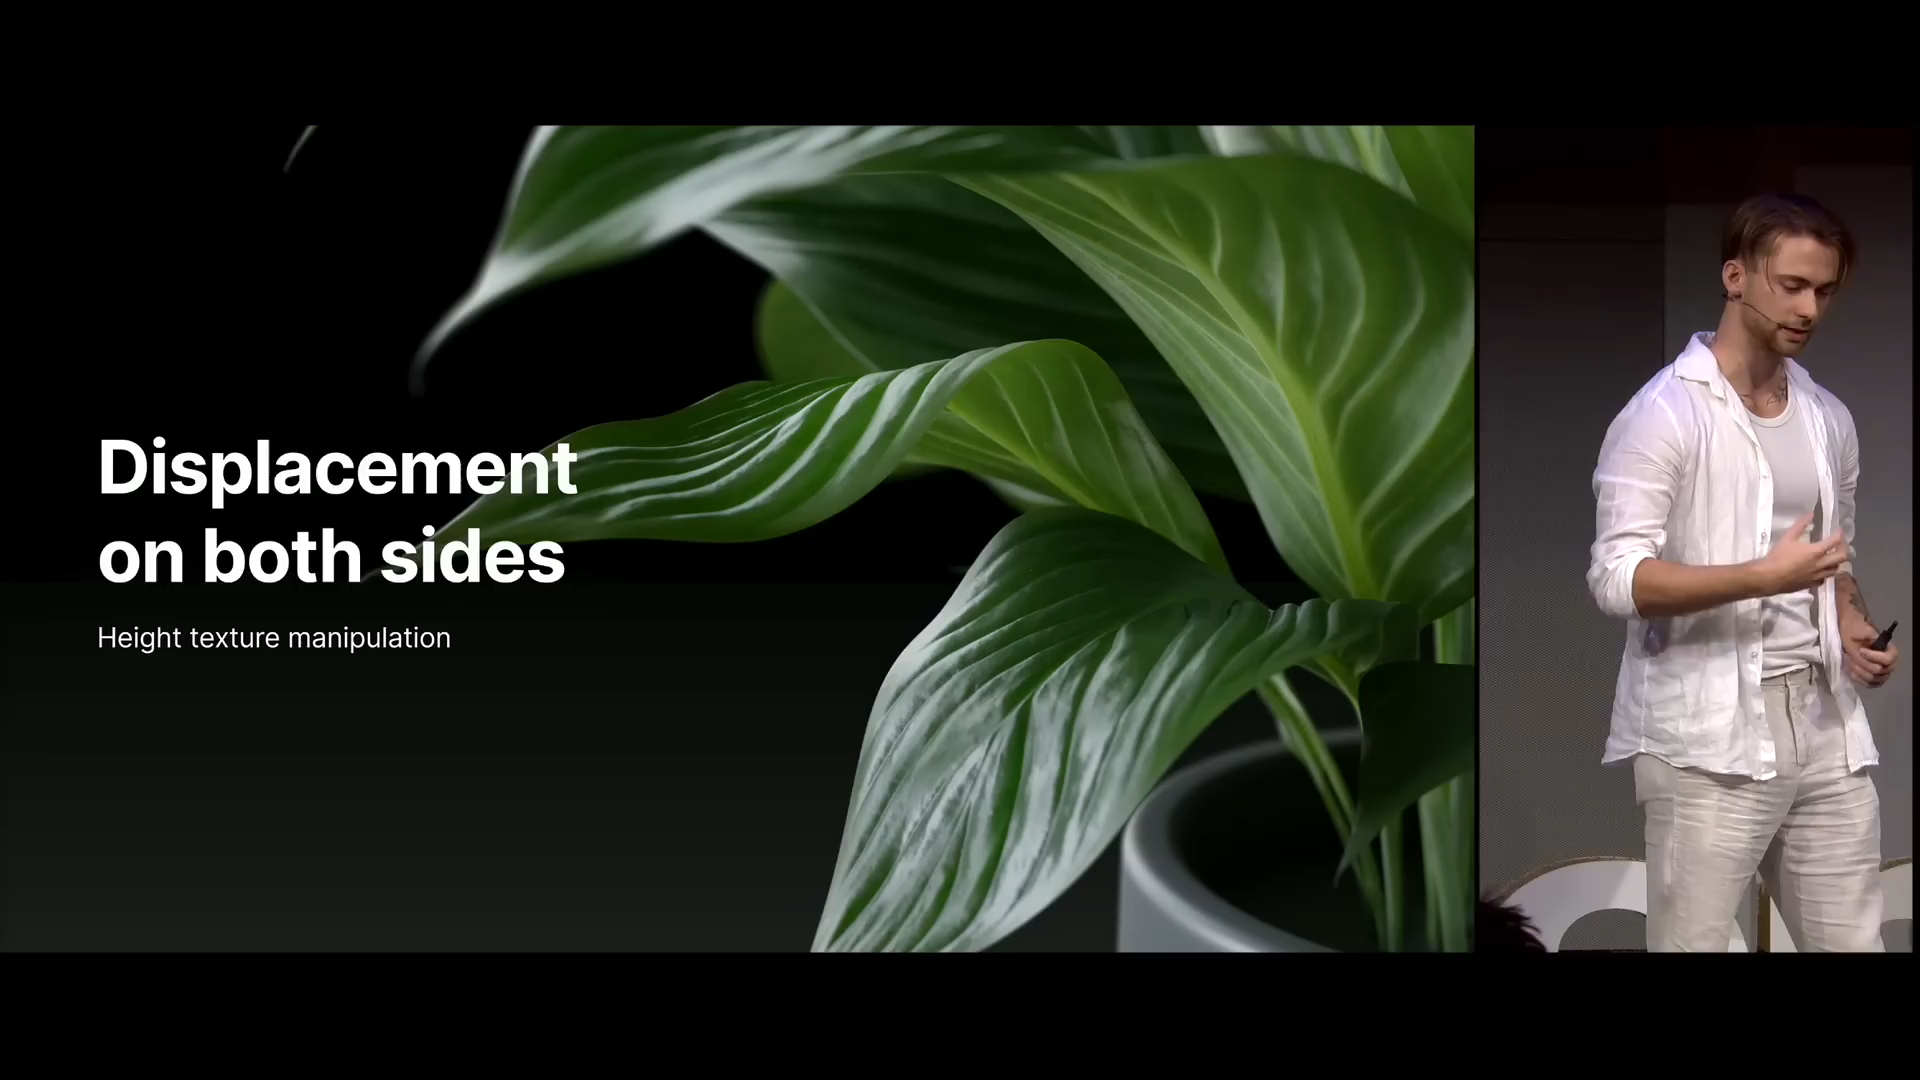 Displacement
on both sides
Height texture manipulation